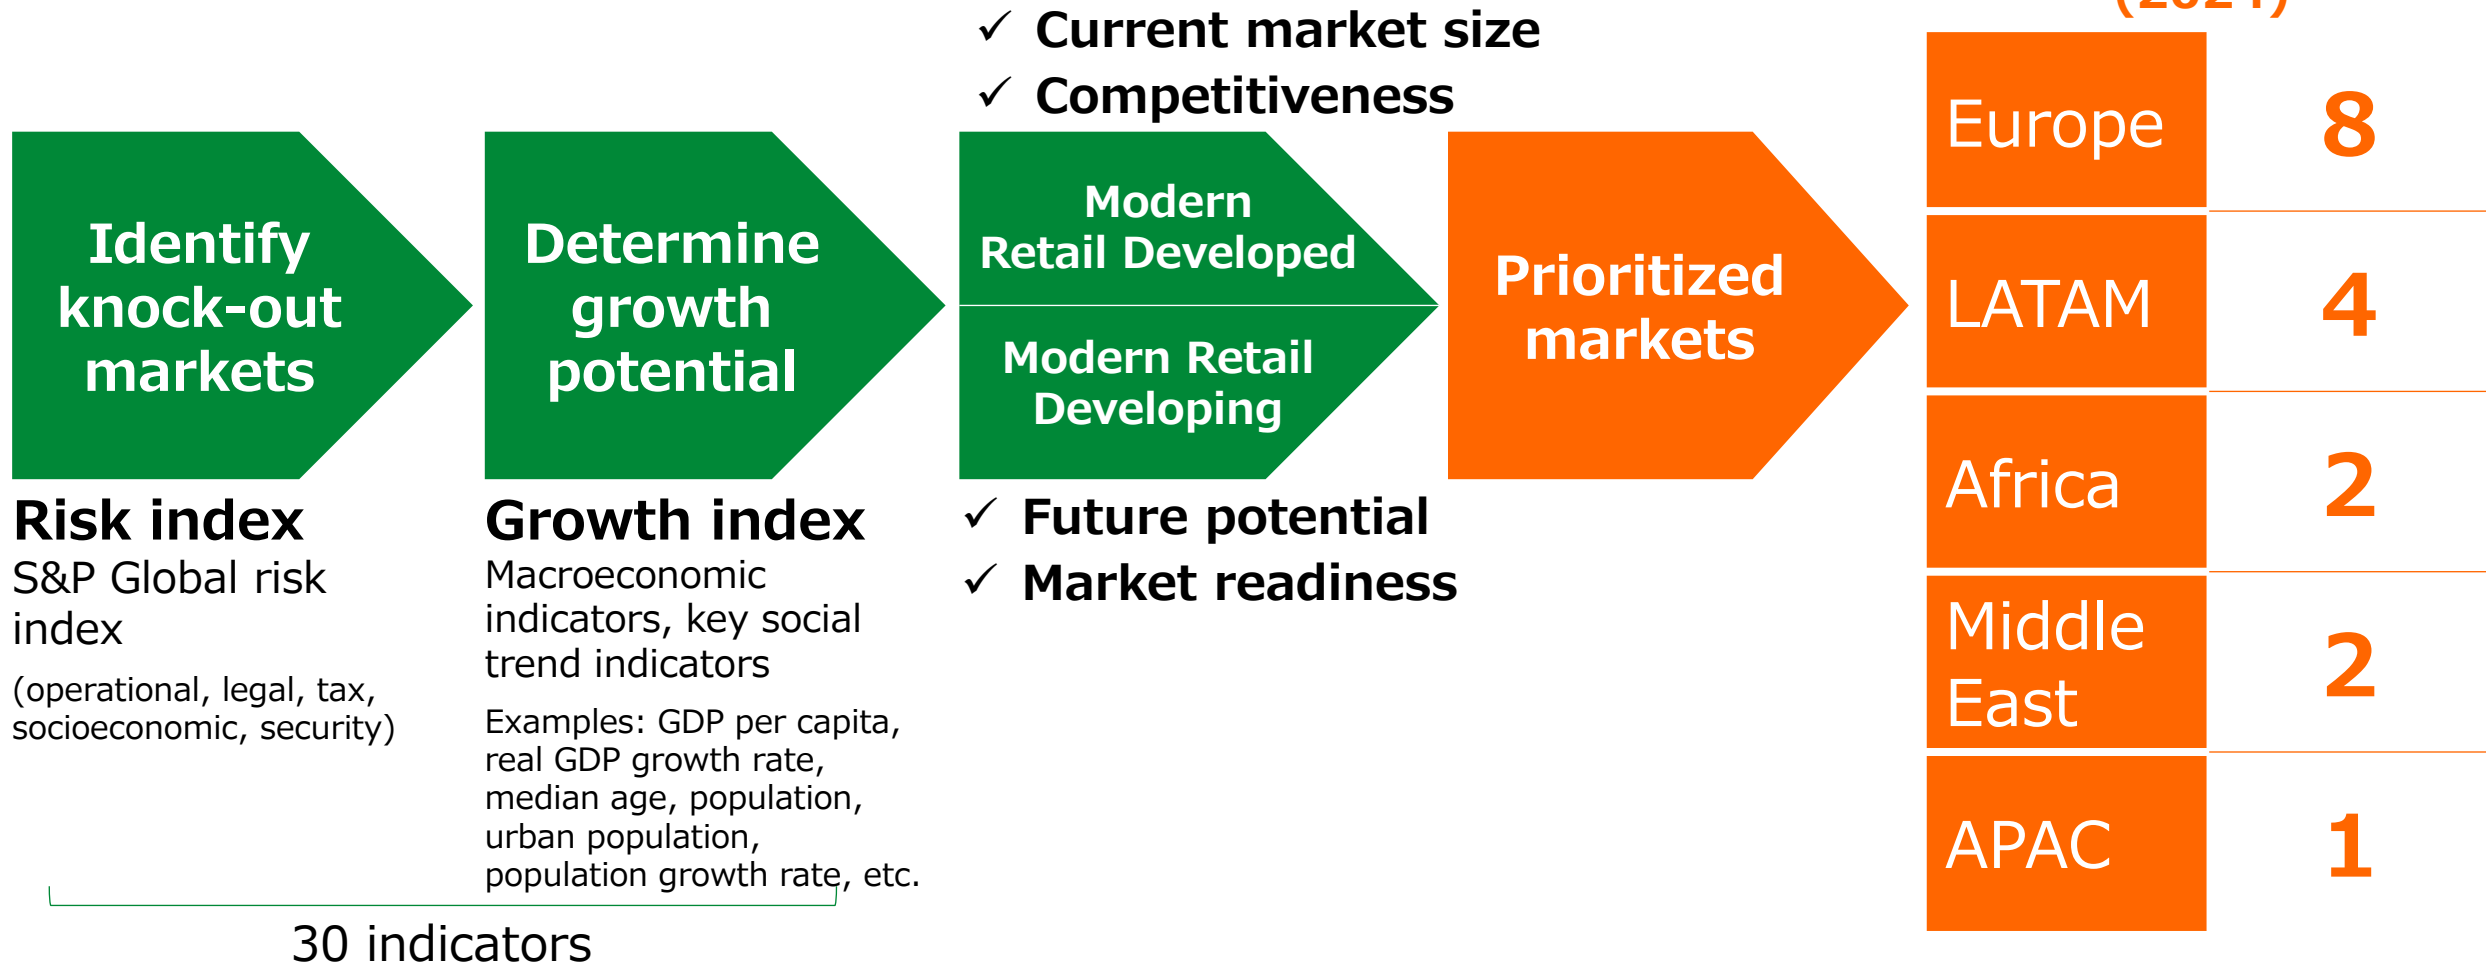 (2024)
✓ Current market size
✓ Competitiveness
Identify
knock-out
markets
Determine
growth
potential
Modern
Retail Developed
Modern Retail
Developing
Prioritized
markets
Risk index
S&P Global risk
index
(operational, legal, tax,
socioeconomic, security)
Growth index
Macroeconomic
indicators, key social
trend indicators
Examples: GDP per capita,
real GDP growth rate,
median age, population,
urban population,
population growth rate, etc.
30 indicators
✓ Future potential
✓ Market readiness
Europe 8
LATAM 4
Africa 2
Middle
East 2
APAC 1